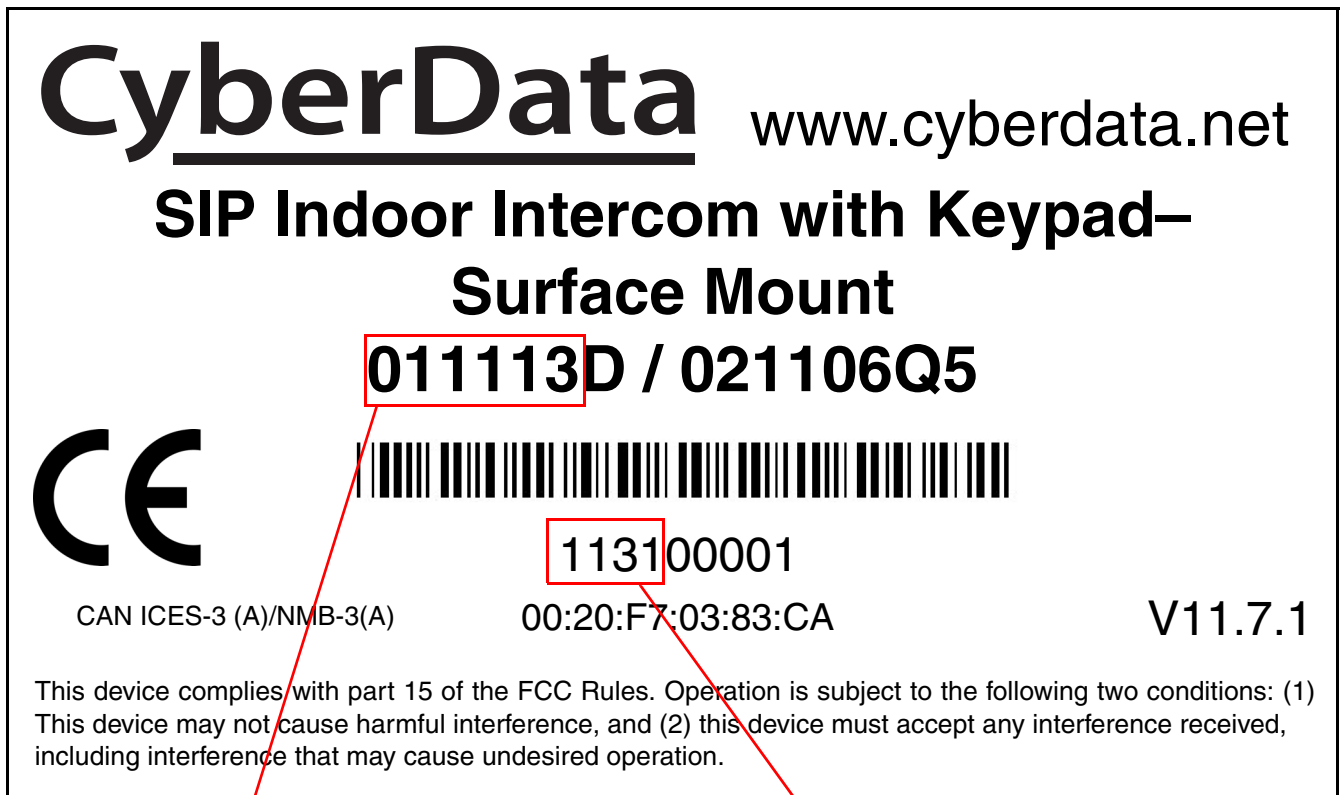 CyberData www.cyberdata.net
SIP Indoor Intercom with Keypad–
Surface Mount
011113D / 021106Q5
113100001
CAN ICES-3 (A)/NMB-3(A) 00:20:F7:03:83:CA V11.7.1
This device complies with part 15 of the FCC Rules. Operation is subject to the following two conditions: (1)
This device may not cause harmful interference, and (2) this device must accept any interference received,
including interference that may cause undesired operation.